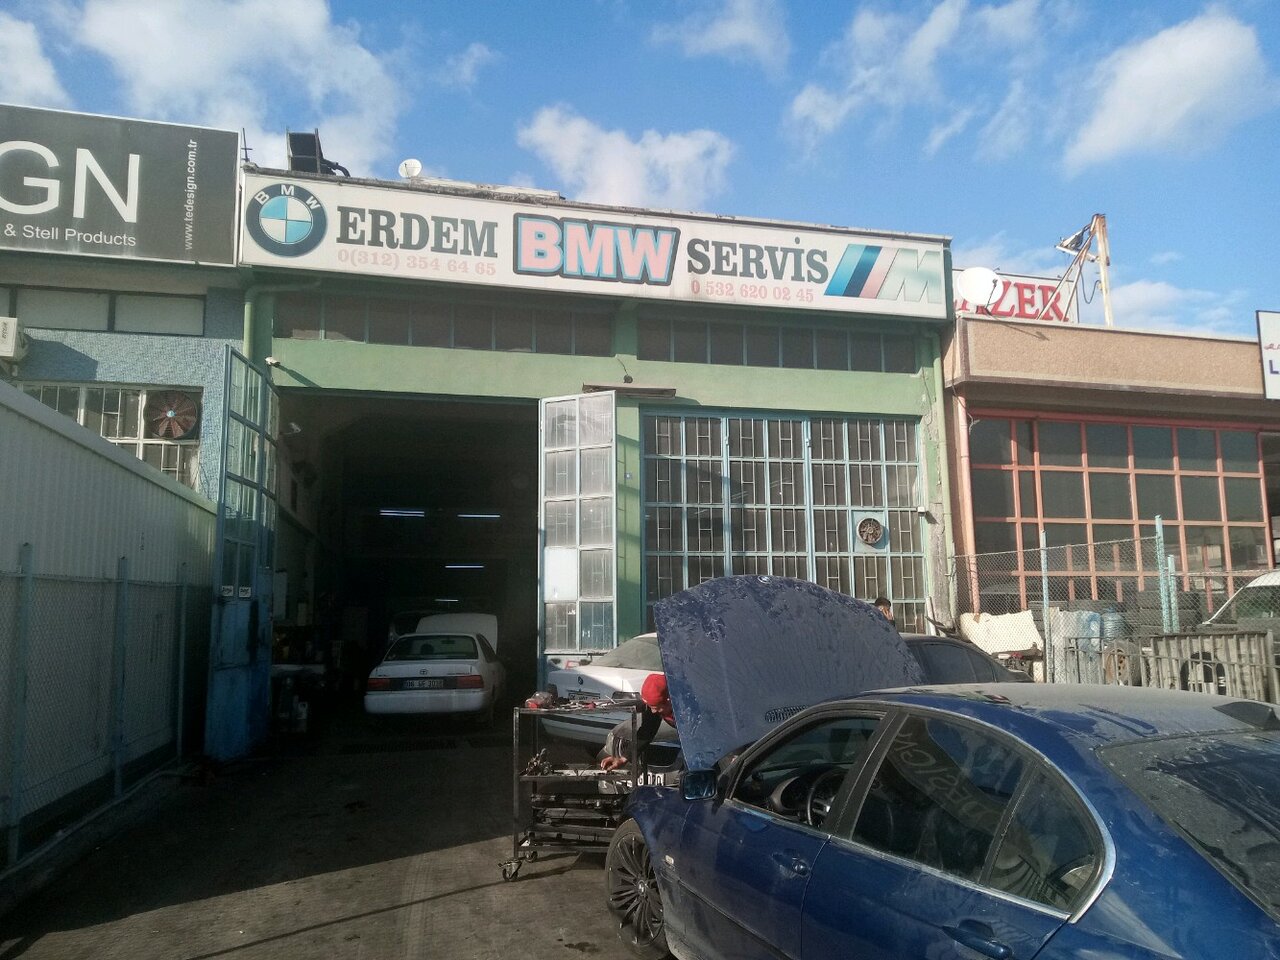 GN
& Stell Products
www.tedesign.com.tr
BMW
ERDEM BMW SERVİS M
0(312) 354 64 65
0 532 620 02 45
AZER
L